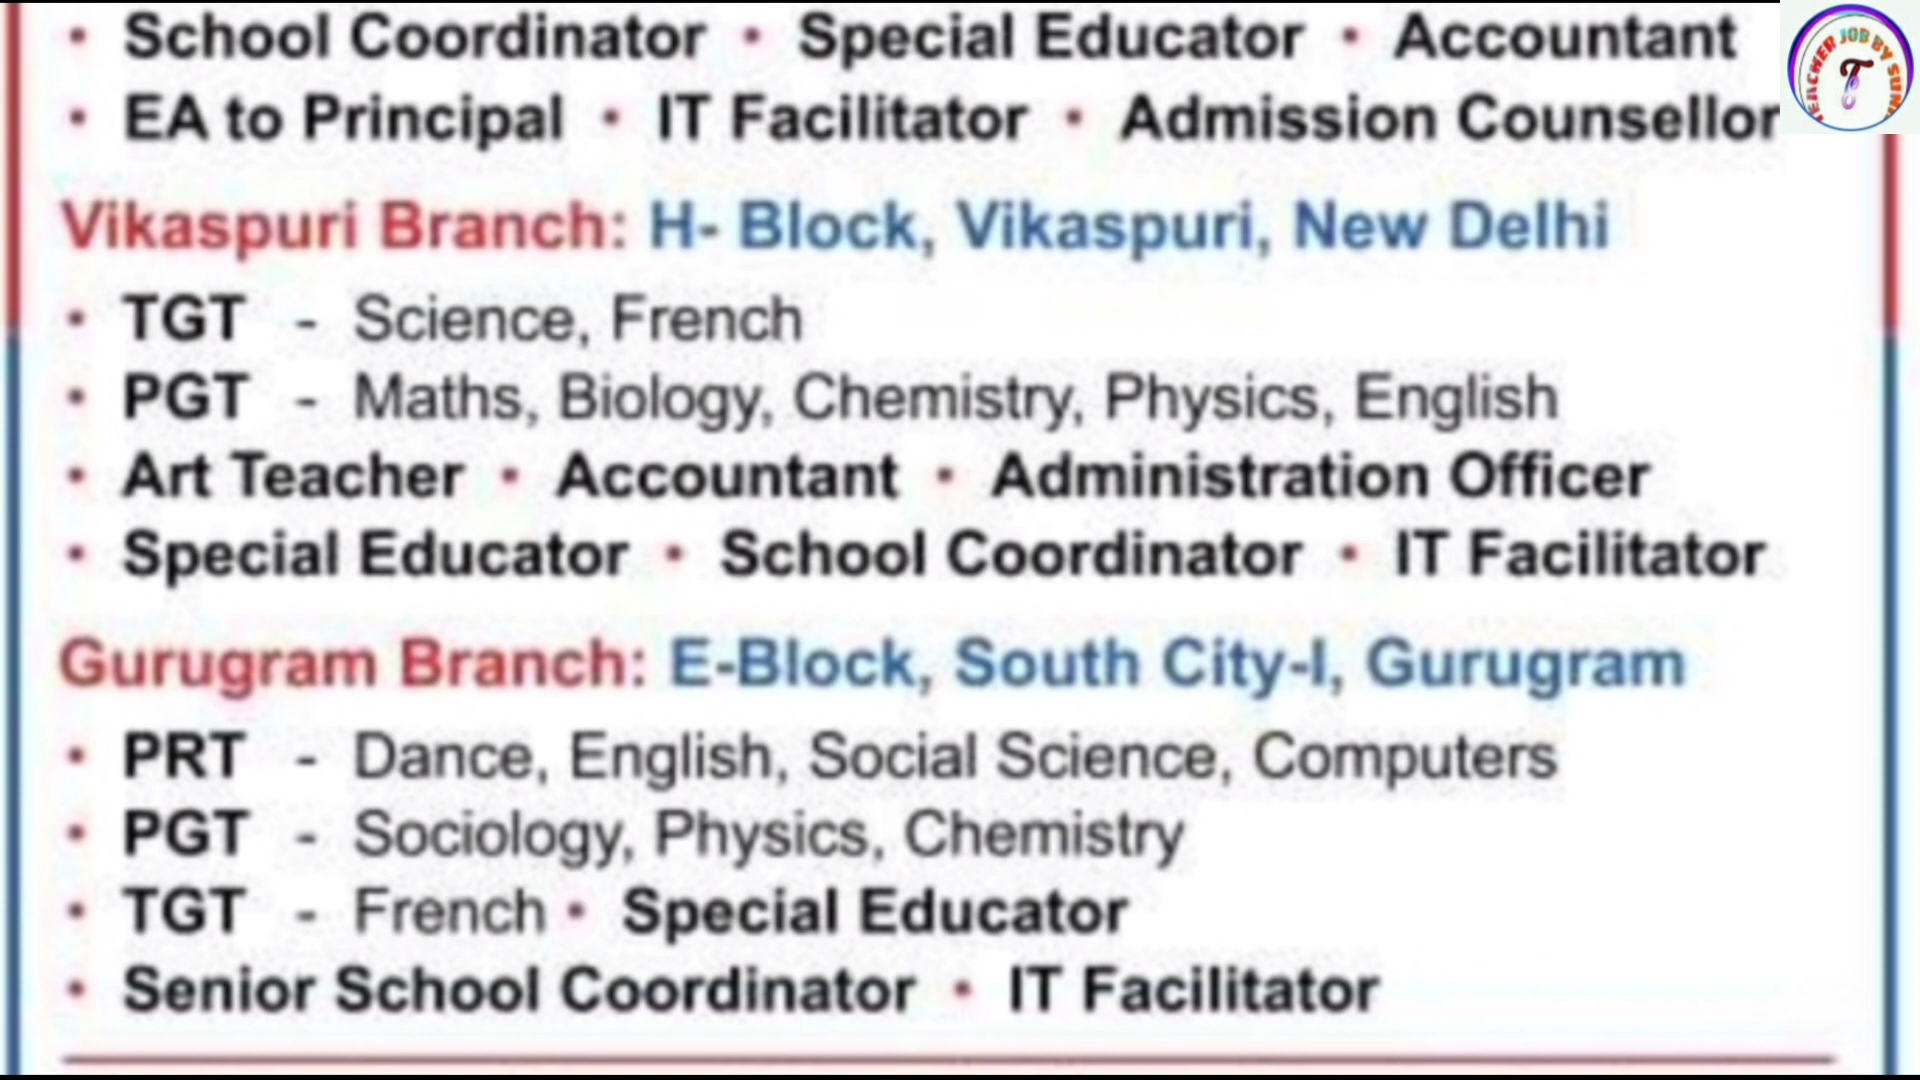 • School Coordinator • Special Educator • Accountant
• EA to Principal • IT Facilitator • Admission Counsellor
Vikaspuri Branch: H- Block, Vikaspuri, New Delhi
• TGT - Science, French
• PGT - Maths, Biology, Chemistry, Physics, English
• Art Teacher • Accountant • Administration Officer
• Special Educator • School Coordinator • IT Facilitator
Gurugram Branch: E-Block, South City-I, Gurugram
• PRT - Dance, English, Social Science, Computers
• PGT - Sociology, Physics, Chemistry
• TGT - French • Special Educator
• Senior School Coordinator • IT Facilitator
JOB BY
T